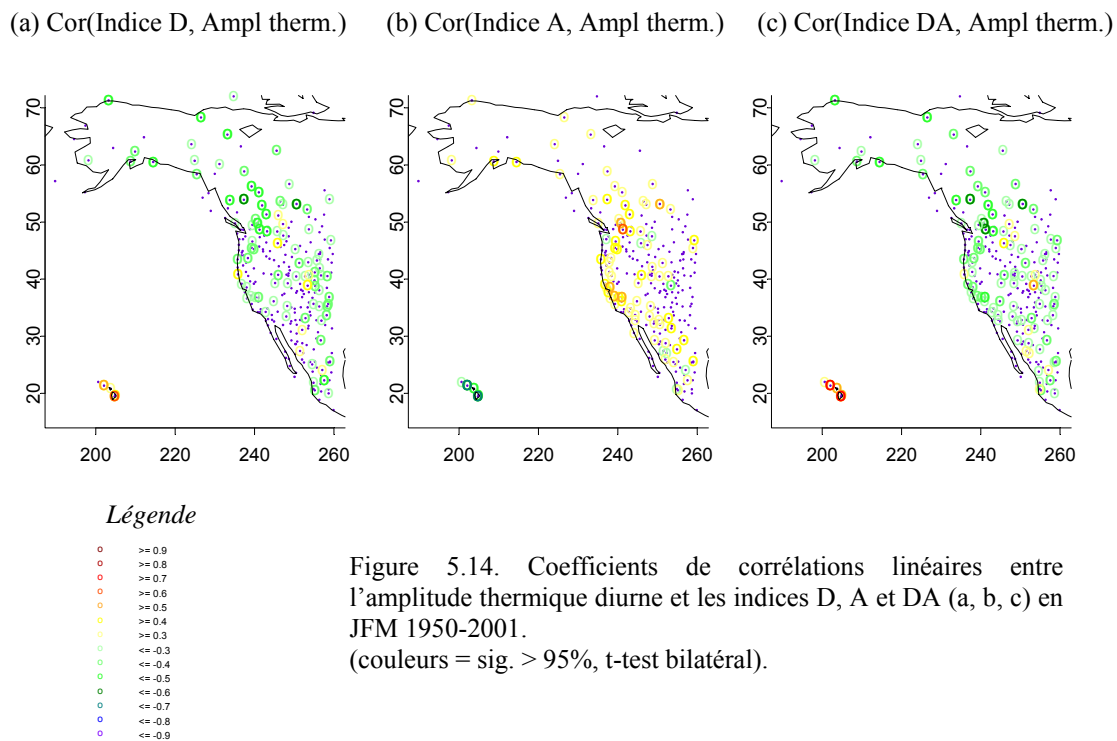 (a) Cor(Indice D, Ampl therm.) (b) Cor(Indice A, Ampl therm.) (c) Cor(Indice DA, Ampl therm.)
70 70 70
60 60 60
50 50 50
40 40 40
30 30 30
20 20 20
200 220 240 260 200 220 240 260 200 220 240 260
Légende
>= 0.9
>= 0.8
>= 0.7
>= 0.6
>= 0.5
>= 0.4
>= 0.3
<= -0.3
<= -0.4
<= -0.5
<= -0.6
<= -0.7
<= -0.8
<= -0.9
Figure 5.14. Coefficients de corrélations linéaires entre
l’amplitude thermique diurne et les indices D, A et DA (a, b, c) en
JFM 1950-2001.
(couleurs = sig. > 95%, t-test bilatéral).